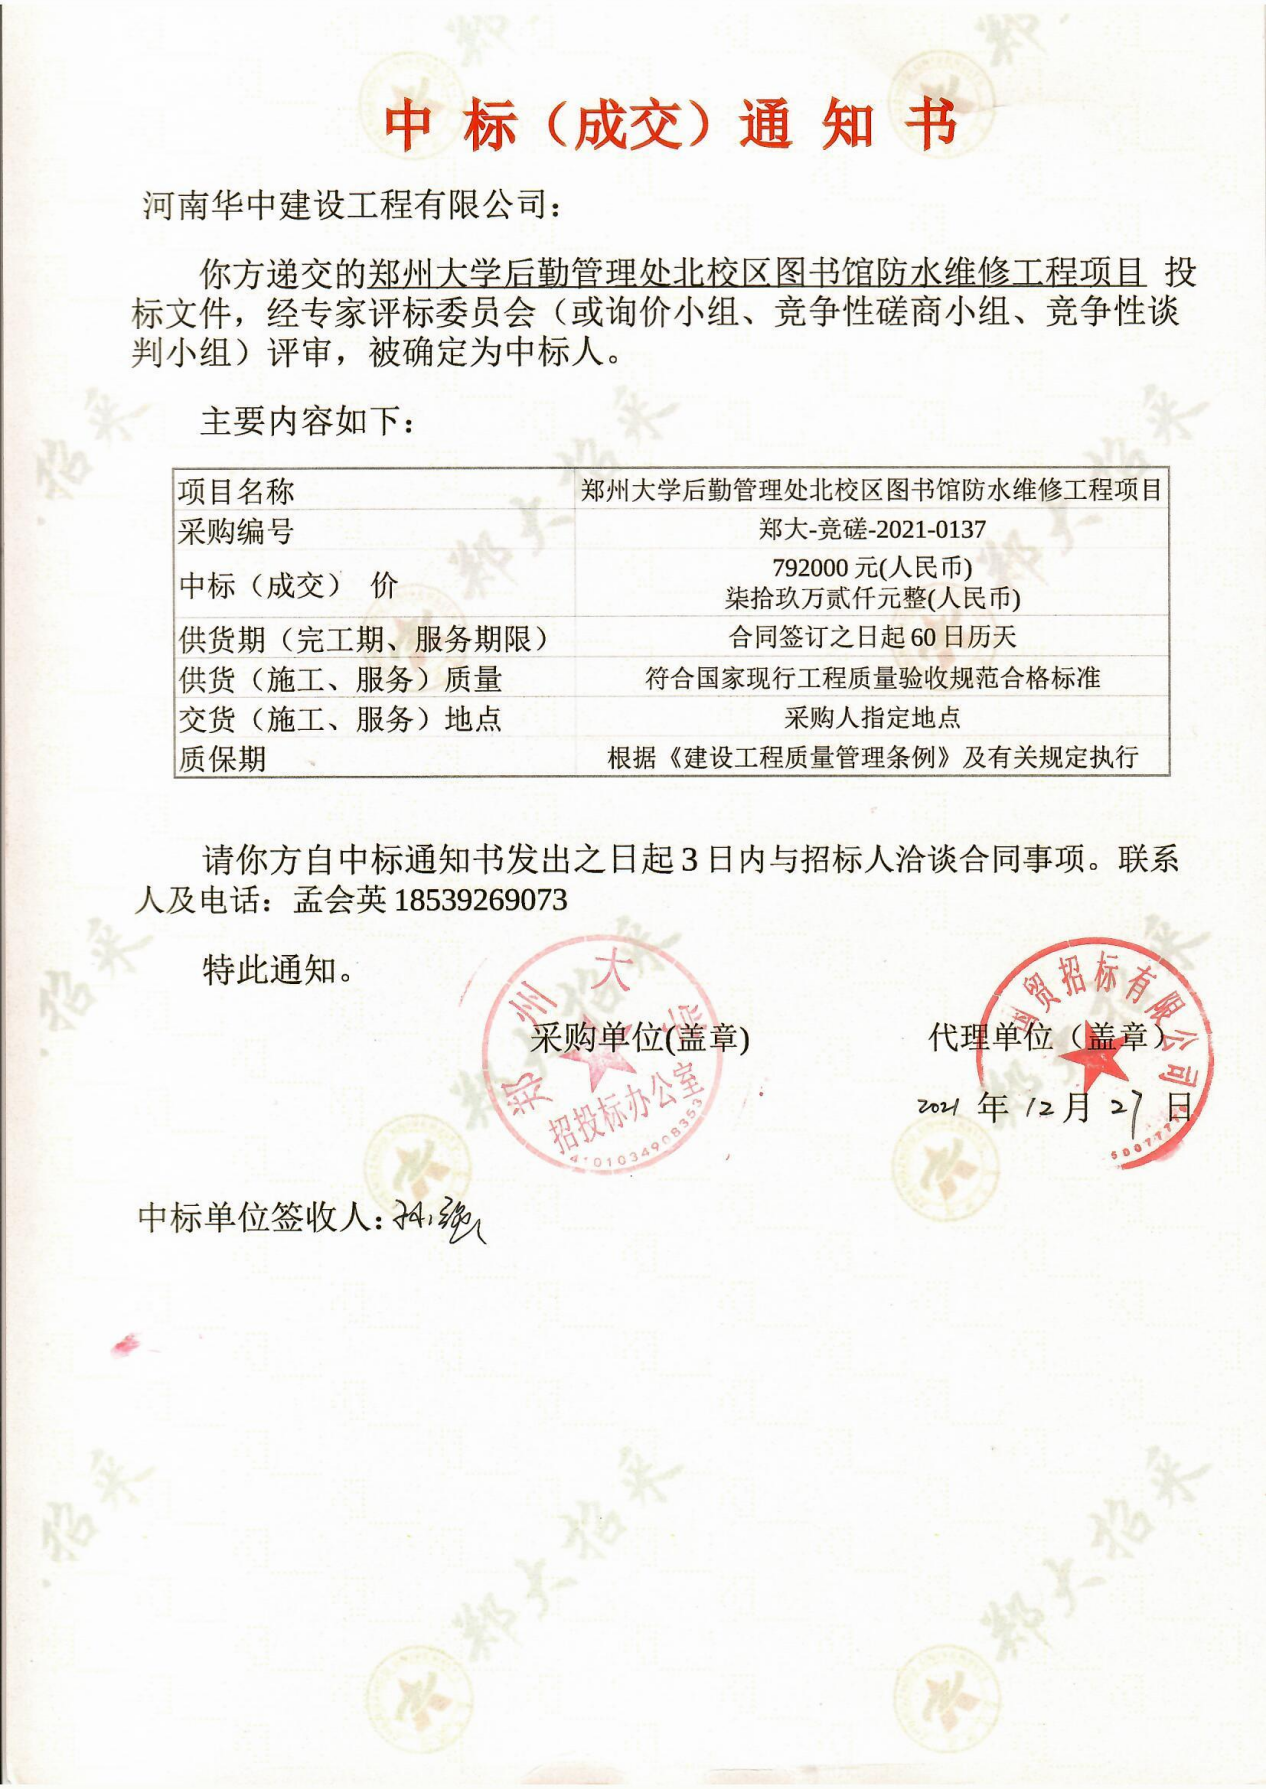 中标（成交）通知书
河南华中建设工程有限公司：
你方递交的郑州大学后勤管理处北校区图书馆防水维修工程项目 投
标文件，经专家评标委员会（或询价小组、竞争性磋商小组、竞争性谈
判小组）评审，被确定为中标人。
主要内容如下：
项目名称 郑州大学后勤管理处北校区图书馆防水维修工程项目
采购编号 郑大-竞磋-2021-0137
中标（成交） 价 792000 元(人民币)
柒拾玖万贰仟元整(人民币)
供货期（完工期、服务期限） 合同签订之日起 60 日历天
供货（施工、服务）质量 符合国家现行工程质量验收规范合格标准
交货（施工、服务）地点 采购人指定地点
质保期 根据《建设工程质量管理条例》及有关规定执行
请你方自中标通知书发出之日起 3 日内与招标人洽谈合同事项。联系
人及电话：孟会英 18539269073
特此通知。
采购单位(盖章) 代理单位（盖章）
2021 年 12 月 27 日
郑州大学
招投标办公室
4101034908353
贸招标有限公司
中标单位签收人:
郑大招采